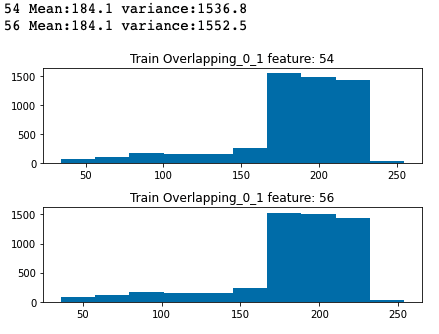 54 Mean:184.1 variance:1536.8
56 Mean:184.1 variance:1552.5
Train Overlapping_0_1 feature: 54
1500
1000
500
0
50 100 150 200 250
Train Overlapping_0_1 feature: 56
1500
1000
500
0
50 100 150 200 250